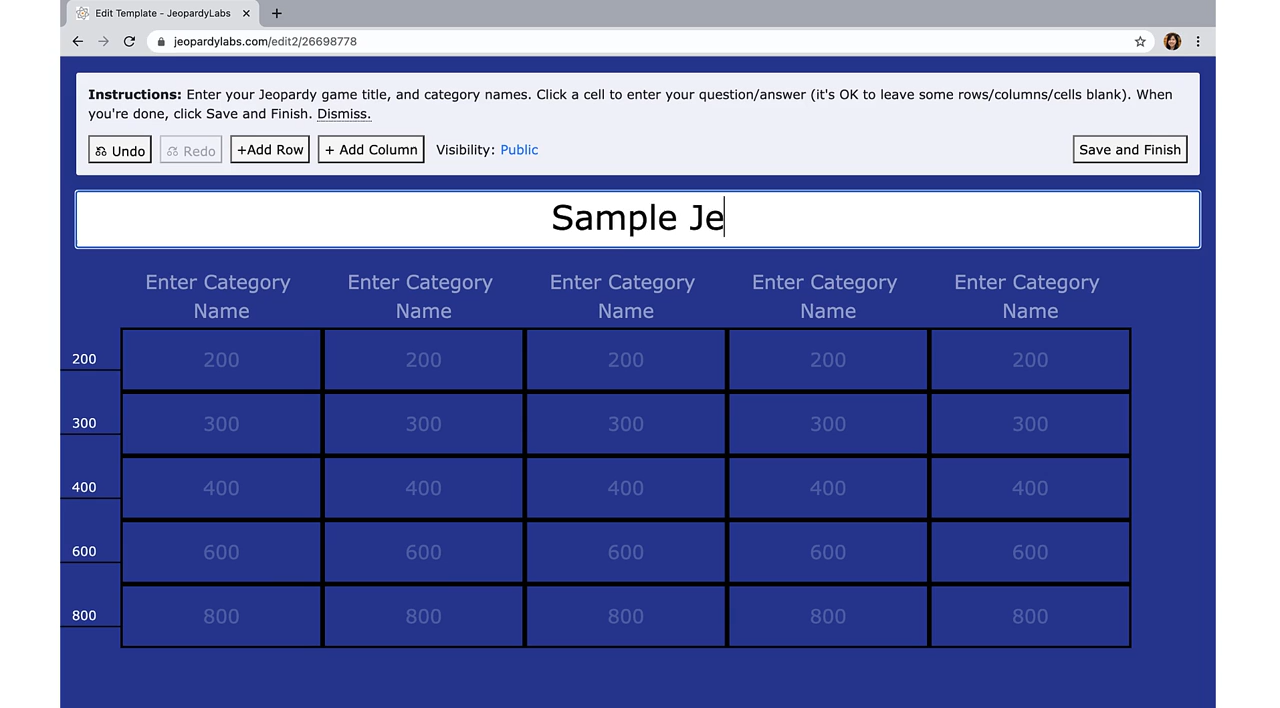 Edit Template - JeopardyLabs
jeopardylabs.com/edit2/26698778
Instructions: Enter your Jeopardy game title, and category names. Click a cell to enter your question/answer (it's OK to leave some rows/columns/cells blank). When
you're done, click Save and Finish. Dismiss.
Undo Redo +Add Row + Add Column Visibility: Public Save and Finish
Sample Je
Enter Category Enter Category Enter Category Enter Category Enter Category
Name Name Name Name Name
200 200 200 200 200 200
300 300 300 300 300 300
400 400 400 400 400 400
600 600 600 600 600 600
800 800 800 800 800 800